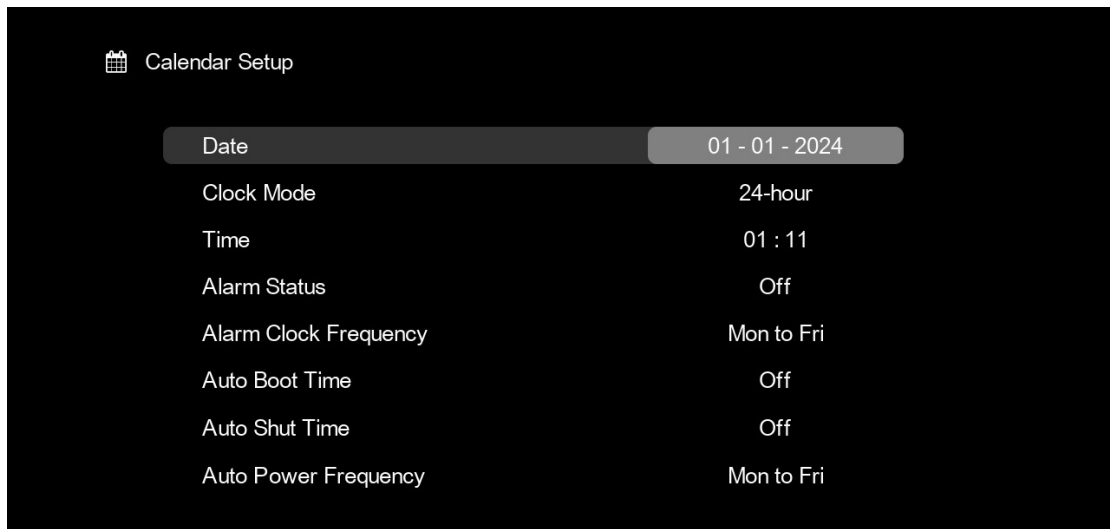 Calendar Setup
Date 01 - 01 - 2024
Clock Mode 24-hour
Time 01 : 11
Alarm Status Off
Alarm Clock Frequency Mon to Fri
Auto Boot Time Off
Auto Shut Time Off
Auto Power Frequency Mon to Fri